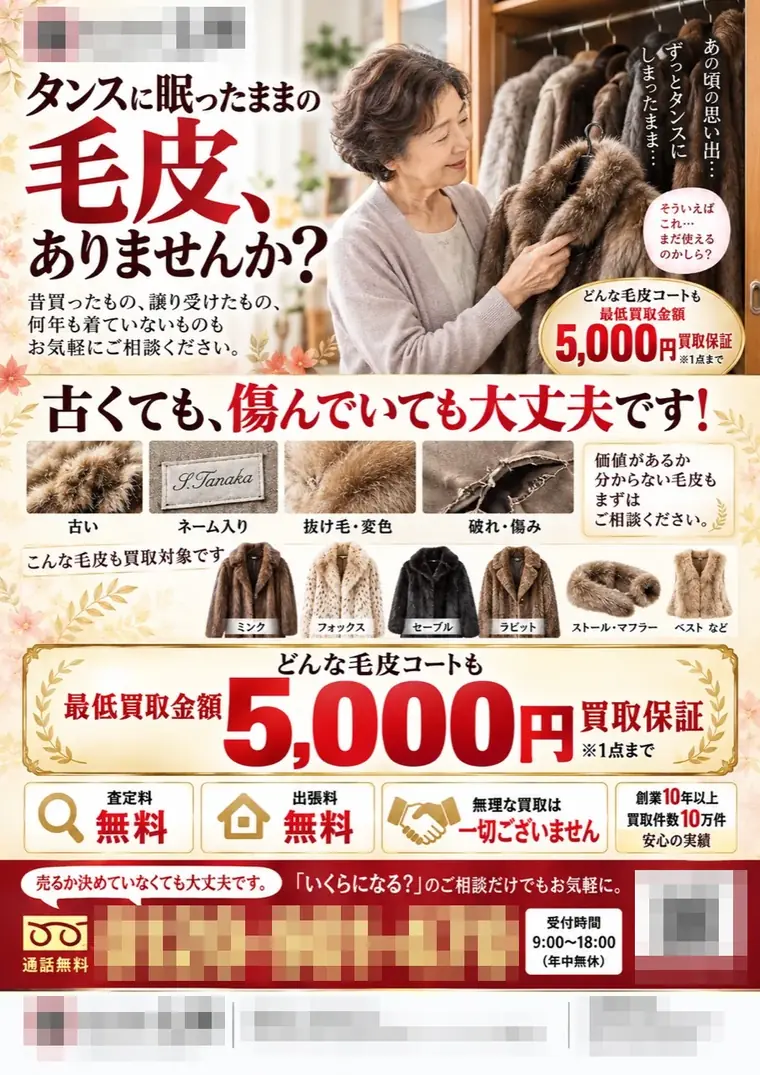 タンスに眠ったままの
毛皮、
ありませんか?
昔買ったもの、譲り受けたもの、
何年も着ていないものも
お気軽にご相談ください。
あの頃の思い出…
ずっとタンスに
しまったまま…
そういえば
これ…
まだ使える
のかしら?
どんな毛皮コートも
最低買取金額
5,000円買取保証
※1点まで
古くても、傷んでいても大丈夫です!
S.Tanaka
古い
ネーム入り
抜け毛・変色
破れ・傷み
価値があるか
分からない毛皮も
まずは
ご相談ください。
こんな毛皮も買取対象です
ミンク
フォックス
セーブル
ラビット
ストール・マフラー
ベスト など
どんな毛皮コートも
最低買取金額5,000円買取保証
※1点まで
査定料
無料
出張料
無料
無理な買取は
一切ございません
創業10年以上
買取件数10万件
安心の実績
売るか決めていなくても大丈夫です。
「いくらになる?」のご相談だけでもお気軽に。
通話無料
受付時間
9:00〜18:00
(年中無休)